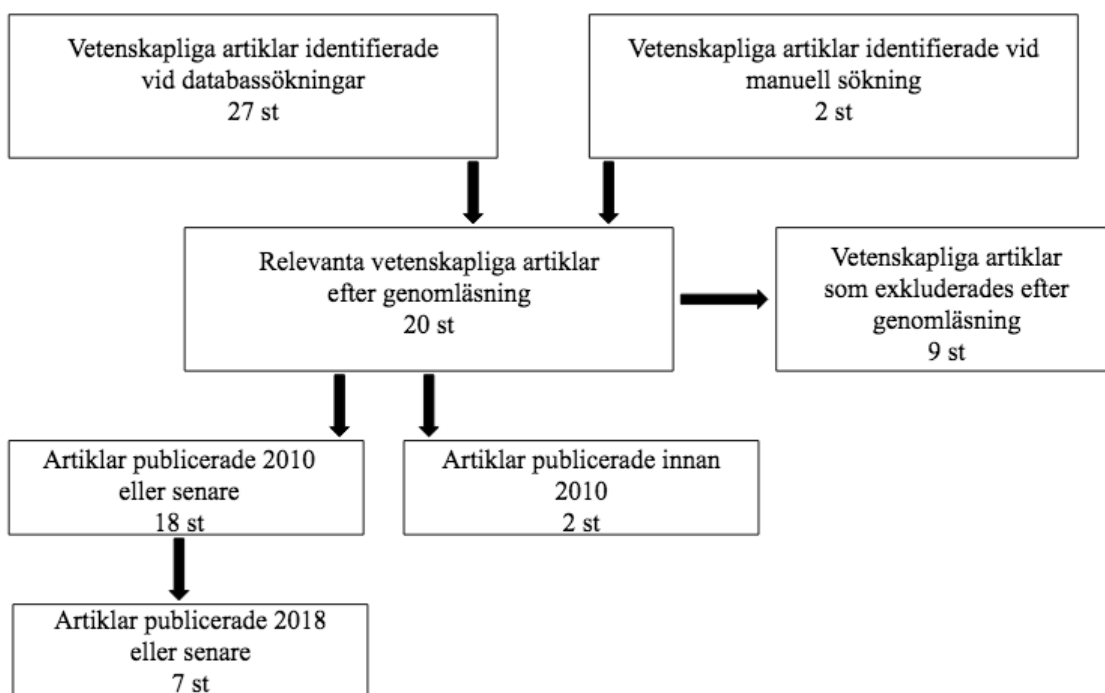 Vetenskapliga artiklar identifierade
vid databassökningar
27 st
Vetenskapliga artiklar identifierade vid
manuell sökning
2 st
Relevanta vetenskapliga artiklar
efter genomläsning
20 st
Vetenskapliga artiklar
som exkluderades efter
genomläsning
9 st
Artiklar publicerade 2010
eller senare
18 st
Artiklar publicerade innan
2010
2 st
Artiklar publicerade 2018
eller senare
7 st